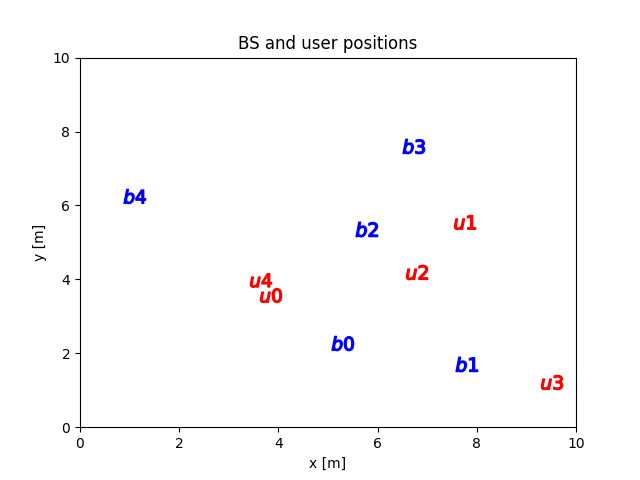 BS and user positions
10
8
6
4
2
0
y [m]
b3
b4
u1
b2
u2
u4
u0
b0
b1
u3
0 2 4 6 8 10
x [m]